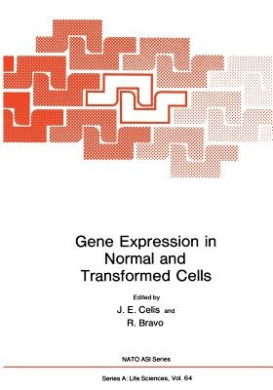 Gene Expression in
Normal and
Transformed Cells
Edited by
J. E. Celis and
R. Bravo
NATO ASI Series
Series A: Life Sciences, Vol. 64